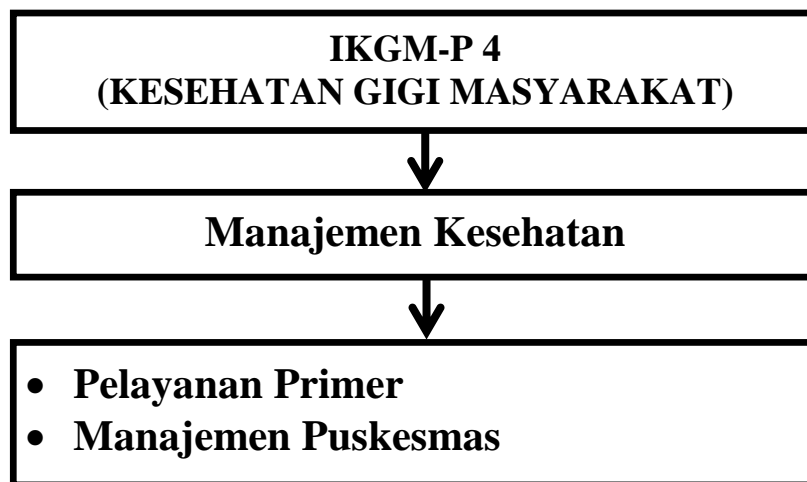 IKGM-P 4
(KESEHATAN GIGI MASYARAKAT)
Manajemen Kesehatan
• Pelayanan Primer
• Manajemen Puskesmas